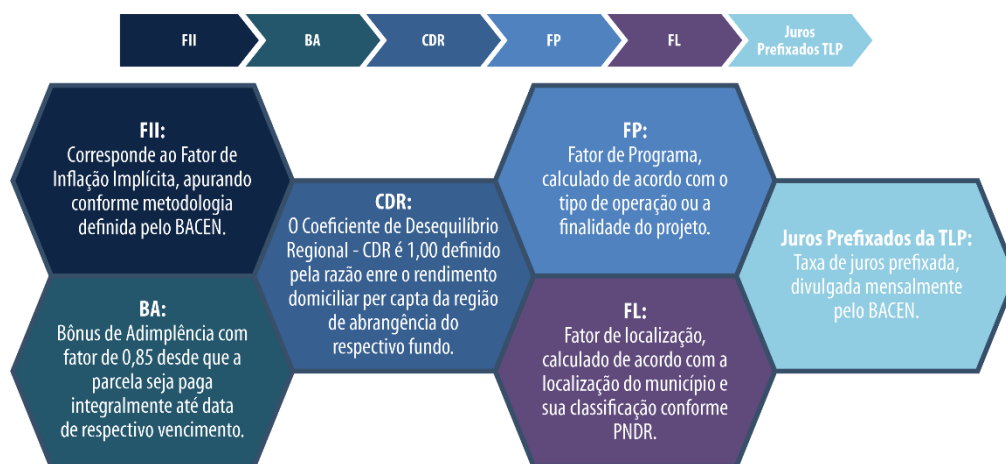 FII
BA
CDR
FP
FL
Juros
Prefixados TLP
FII:
Corresponde ao Fator de
Inflação Implícita, apurando
conforme metodologia
definida pelo BACEN.
BA:
Bônus de Adimplência com
fator de 0,85 desde que a
parcela seja paga
integralmente até data
de respectivo vencimento.
CDR:
O Coeficiente de Desequilíbrio
Regional - CDR é 1,00 definido
pela razão enre o rendimento
domiciliar per capta da região
de abrangência do
respectivo fundo.
FP:
Fator de Programa,
calculado de acordo com o
tipo de operação ou a
finalidade do projeto.
FL:
Fator de localização,
calculado de acordo com a
localização do município e
sua classificação conforme
PNDR.
Juros Prefixados da TLP:
Taxa de juros prefixada,
divulgada mensalmente
pelo BACEN.